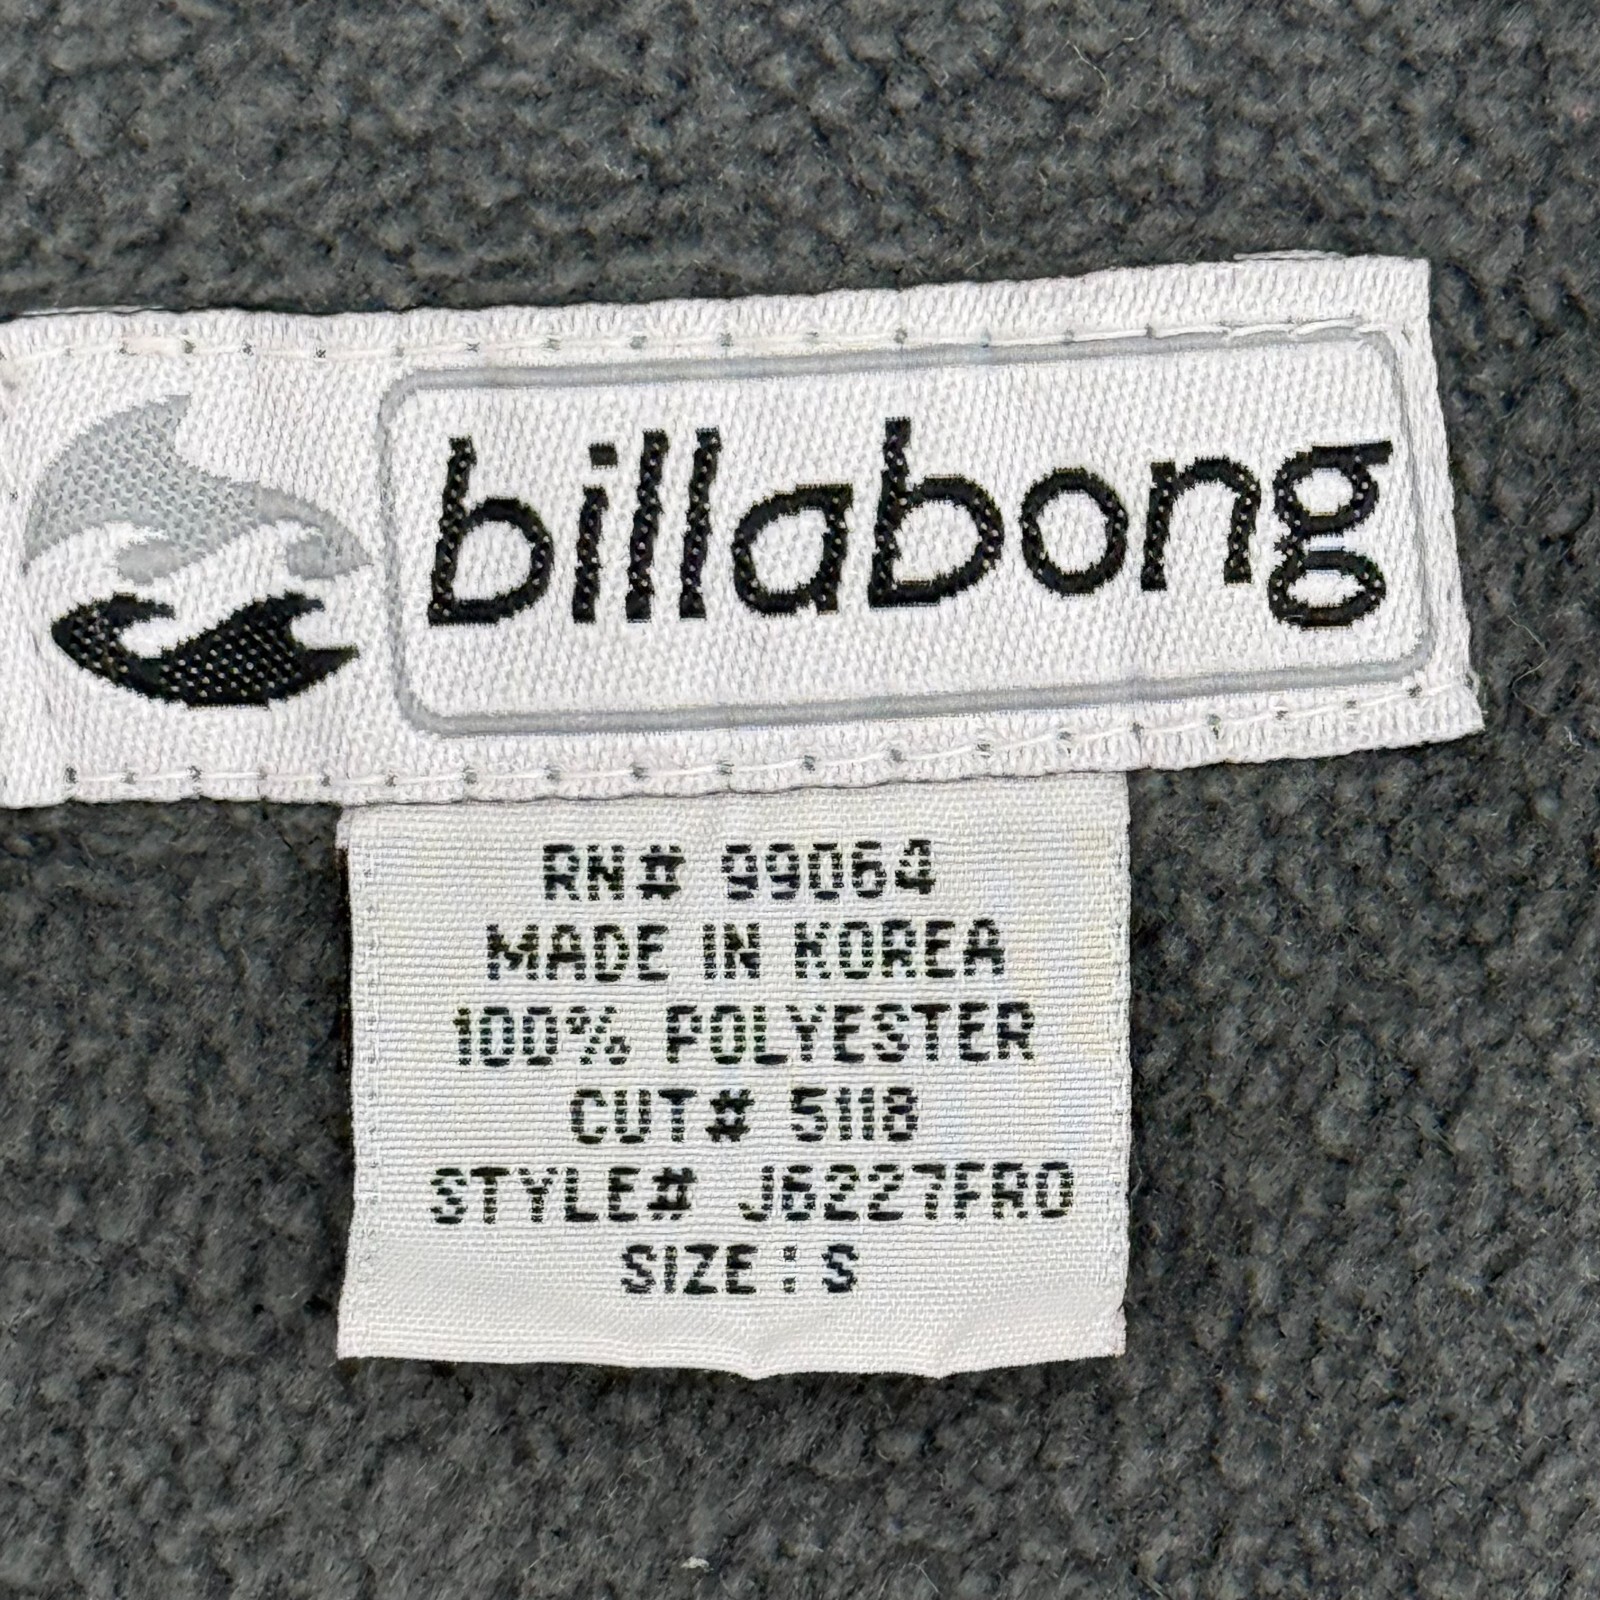 billabong
RN# 99064
MADE IN KOREA
100% POLYESTER
CUT# 5118
STYLE# J6227FRO
SIZE : S